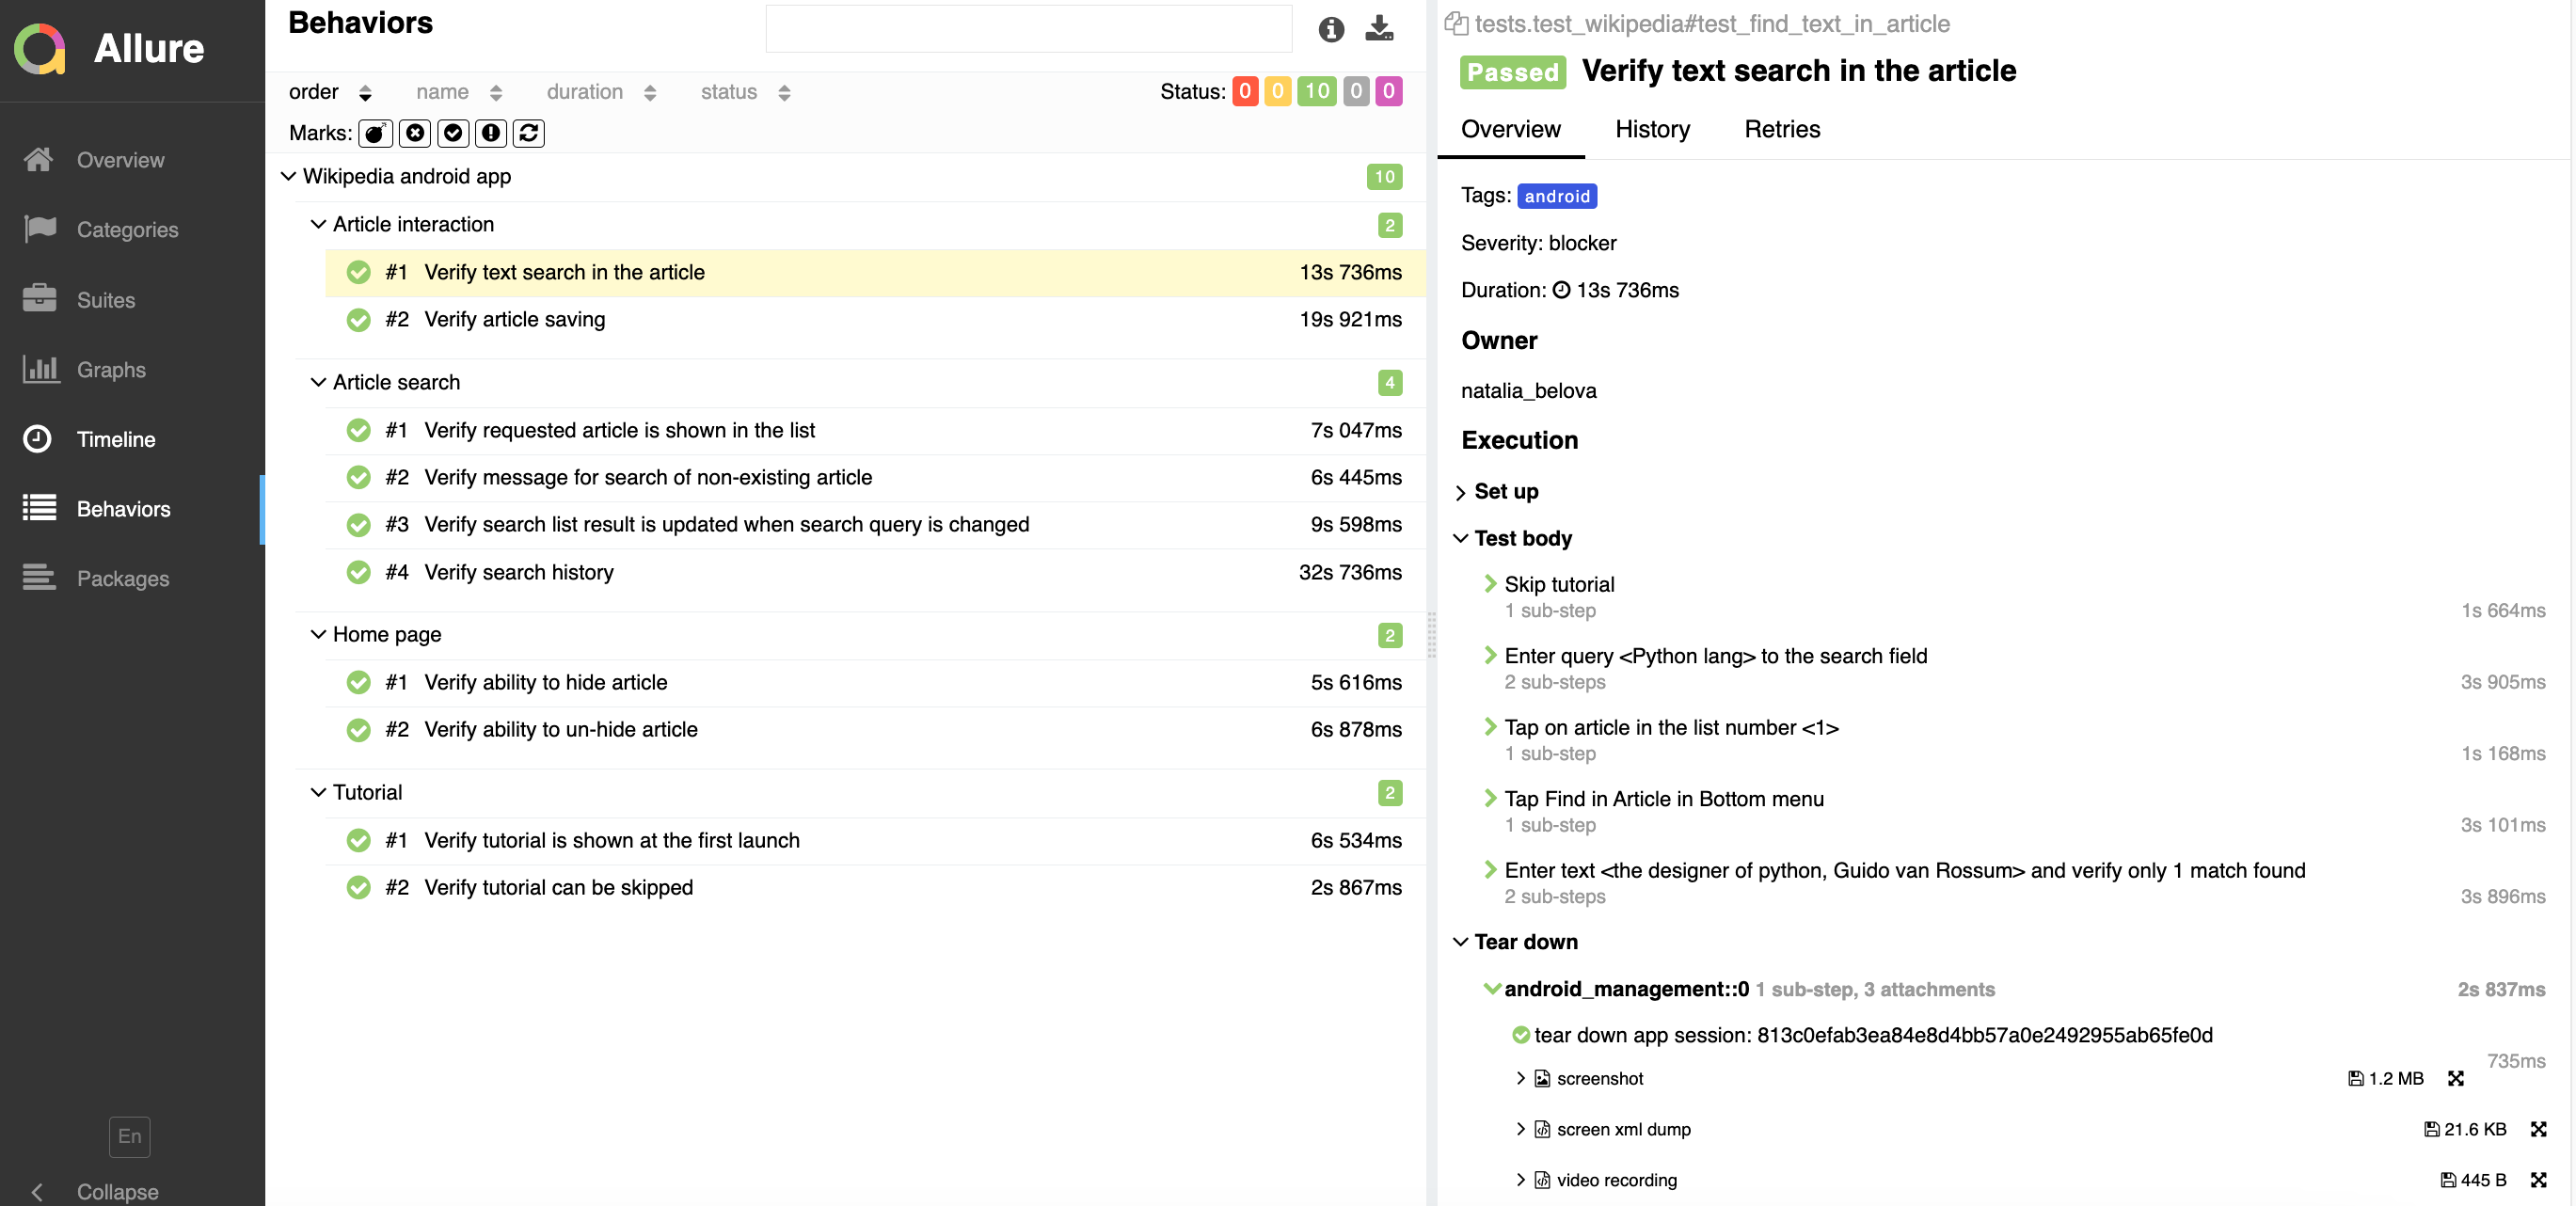 Allure
Overview
Categories
Suites
Graphs
Timeline
Behaviors
Packages
En
Collapse
Behaviors
order name duration status Status: 0 0 10 0 0
Marks:
Wikipedia android app 10
Article interaction 2
#1 Verify text search in the article 13s 736ms
#2 Verify article saving 19s 921ms
Article search 4
#1 Verify requested article is shown in the list 7s 047ms
#2 Verify message for search of non-existing article 6s 445ms
#3 Verify search list result is updated when search query is changed 9s 598ms
#4 Verify search history 32s 736ms
Home page 2
#1 Verify ability to hide article 5s 616ms
#2 Verify ability to un-hide article 6s 878ms
Tutorial 2
#1 Verify tutorial is shown at the first launch 6s 534ms
#2 Verify tutorial can be skipped 2s 867ms
tests.test_wikipedia#test_find_text_in_article
Passed Verify text search in the article
Overview History Retries
Tags: android
Severity: blocker
Duration: 13s 736ms
Owner
natalia_belova
Execution
Set up
Test body
Skip tutorial
1 sub-step 1s 664ms
Enter query <Python lang> to the search field
2 sub-steps 3s 905ms
Tap on article in the list number <1>
1 sub-step 1s 168ms
Tap Find in Article in Bottom menu
1 sub-step 3s 101ms
Enter text <the designer of python, Guido van Rossum> and verify only 1 match found
2 sub-steps 3s 896ms
Tear down
android_management::0 1 sub-step, 3 attachments 2s 837ms
tear down app session: 813c0efab3ea84e8d4bb57a0e2492955ab65fe0d
735ms
screenshot 1.2 MB
screen xml dump 21.6 KB
video recording 445 B